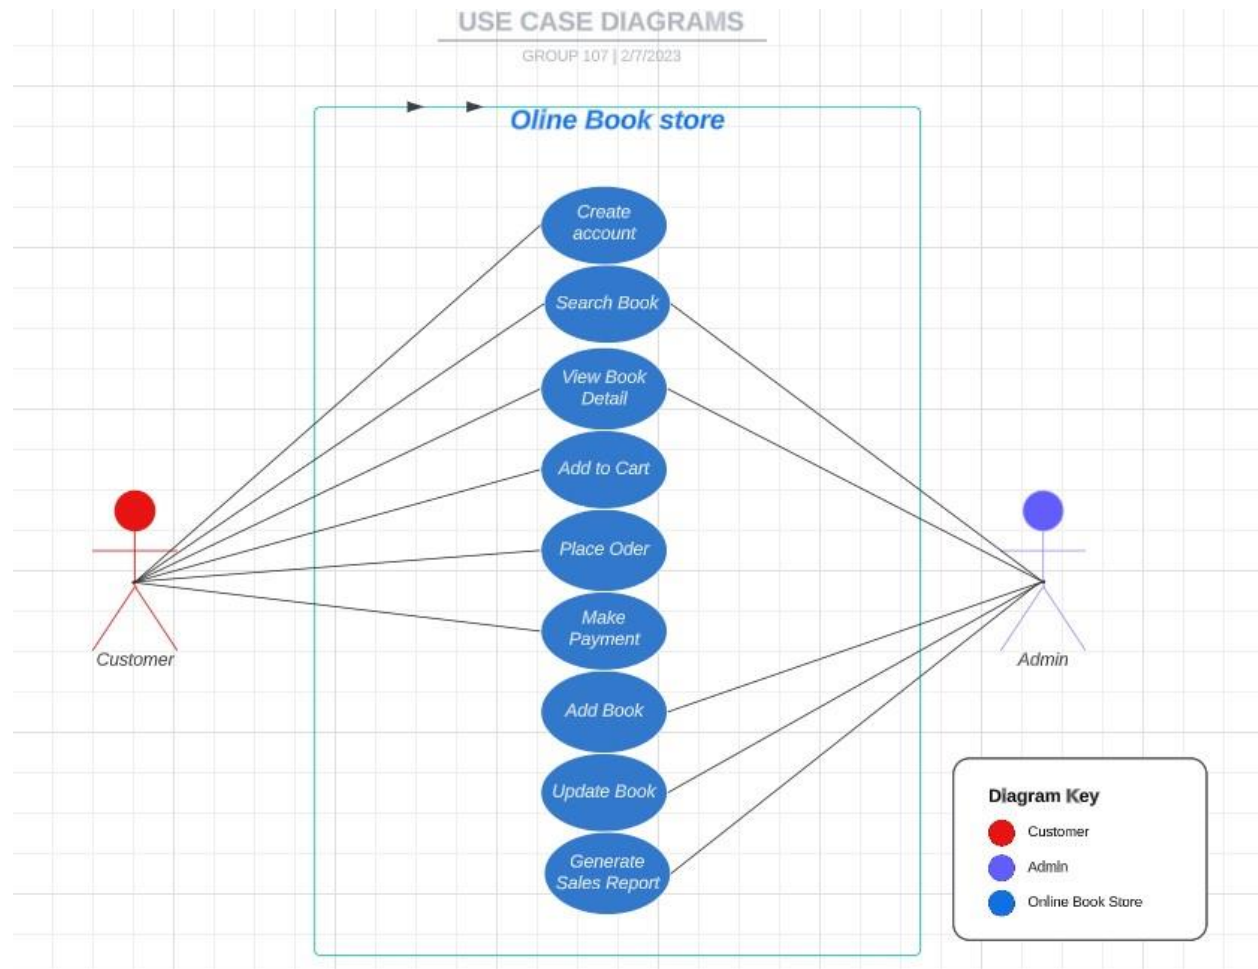 USE CASE DIAGRAMS
GROUP 107 | 2/7/2023
Oline Book store
Create
account
Search Book
View Book
Detail
Add to Cart
Place Oder
Make
Payment
Customer
Admin
Add Book
Update Book
Generate
Sales Report
Diagram Key
Customer
Admin
Online Book Store